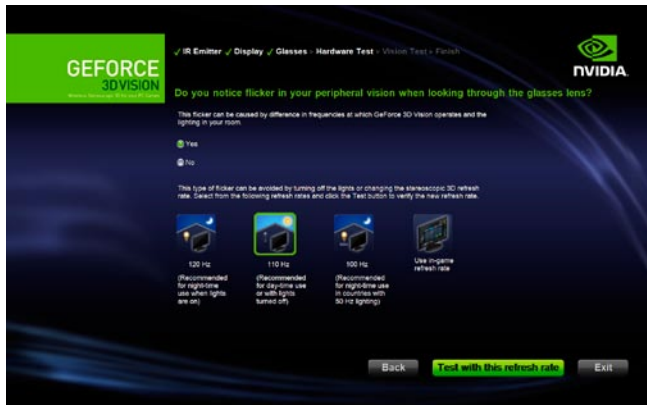 ✓ IR Emitter ✓ Display ✓ Glasses » Hardware Test » Vision Test » Finish
GEFORCE
3D VISION
NVIDIA
Do you notice flicker in your peripheral vision when looking through the glasses lens?
This flicker can be caused by difference in frequencies at which GeForce 3D Vision operates and the
lighting in your room.
Yes
No
This type of flicker can be avoided by turning off the lights or changing the stereoscopic 3D refresh
rate. Select from the following refresh rates and click the Test button to verify the new refresh rate.
120 Hz
(Recommended
for night-time
use when lights
are on)
110 Hz
(Recommended
for day-time use
or with lights
turned off)
100 Hz
(Recommended
for night-time use
in countries with
50 Hz lighting)
Use in-game
refresh rate
Back
Test with this refresh rate
Exit